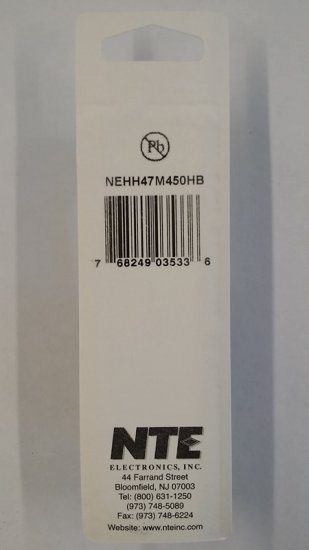 Pb
NEHH47M450HB
7 68249 03533 6
NTE
ELECTRONICS, INC.
44 Farrand Street
Bloomfield, NJ 07003
Tel: (800) 631-1250
(973) 748-5089
Fax: (973) 748-6224
Website: www.nteinc.com